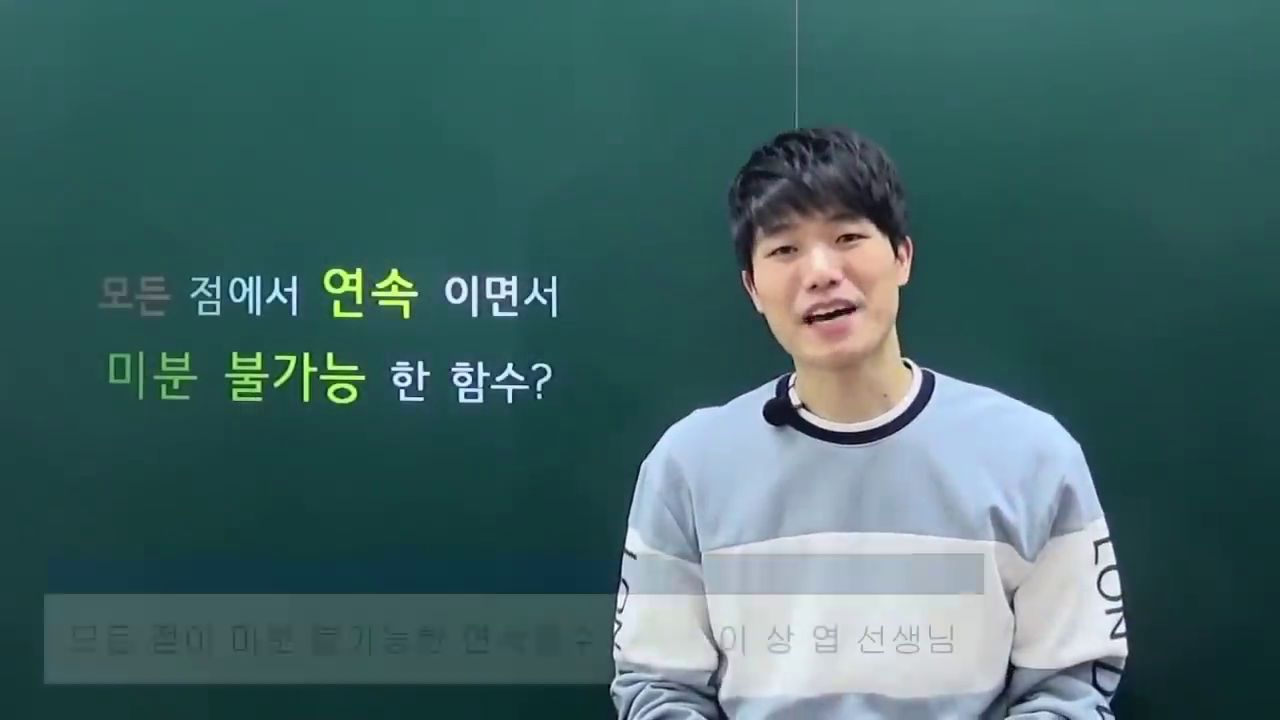 모든 점에서 연속 이면서
미분 불가능 한 함수?
모든 점이 미분 불가능한 연속함수 이 상 엽 선생님
LON
LOND